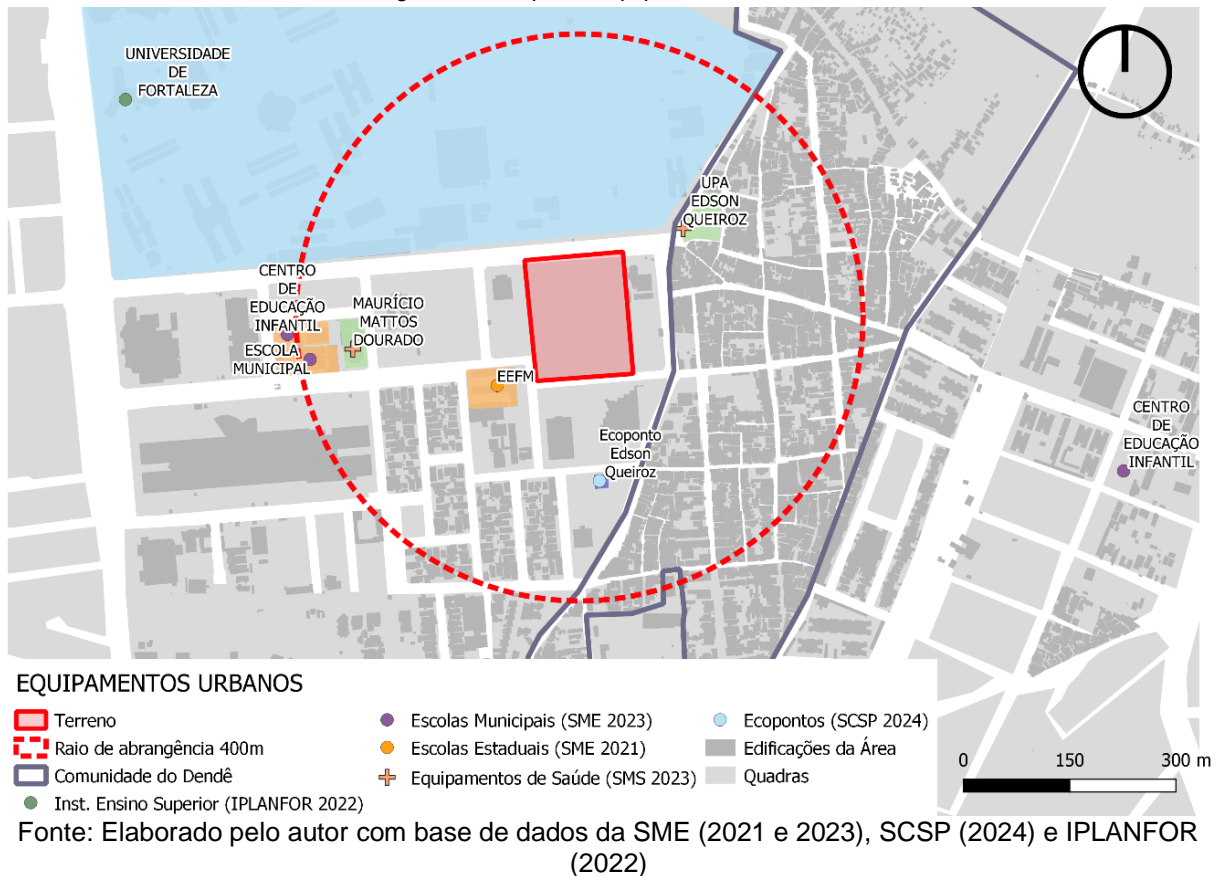 UNIVERSIDADE
DE
FORTALEZA
UPA
EDSON
QUEIROZ
CENTRO
DE
EDUCAÇÃO
INFANTIL
MAURÍCIO
MATTOS
DOURADO
ESCOLA
MUNICIPAL
EEFM
Ecoponto
Edson
Queiroz
CENTRO
DE
EDUCAÇÃO
INFANTIL
EQUIPAMENTOS URBANOS
Terreno
Raio de abrangência 400m
Comunidade do Dendê
Inst. Ensino Superior (IPLANFOR 2022)
Escolas Municipais (SME 2023)
Escolas Estaduais (SME 2021)
Equipamentos de Saúde (SMS 2023)
Ecopontos (SCSP 2024)
Edificações da Área
Quadras
0 150 300 m
Fonte: Elaborado pelo autor com base de dados da SME (2021 e 2023), SCSP (2024) e IPLANFOR
(2022)